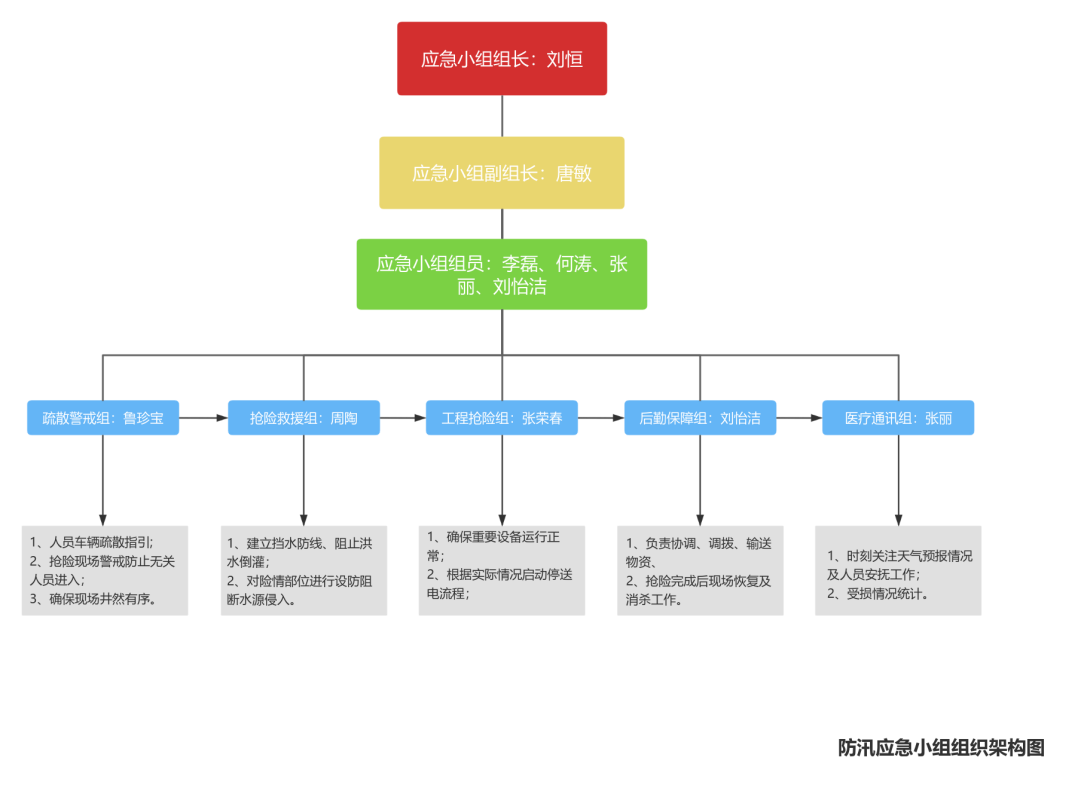 应急小组组长：刘恒
应急小组副组长：唐敏
应急小组组员：李磊、何涛、张
丽、刘怡洁
疏散警戒组：鲁珍宝
抢险救援组：周陶
工程抢险组：张荣春
后勤保障组：刘怡洁
医疗通讯组：张丽
1、人员车辆疏散指引;
2、抢险现场警戒防止无关
人员进入；
3、确保现场井然有序。
1、建立挡水防线、阻止洪
水倒灌；
2、对险情部位进行设防阻
断水源侵入。
1、确保重要设备运行正
常；
2、根据实际情况启动停送
电流程；
1、负责协调、调拨、输送
物资、
2、抢险完成后现场恢复及
消杀工作。
1、时刻关注天气预报情况
及人员安抚工作；
2、受损情况统计。
防汛应急小组组织架构图